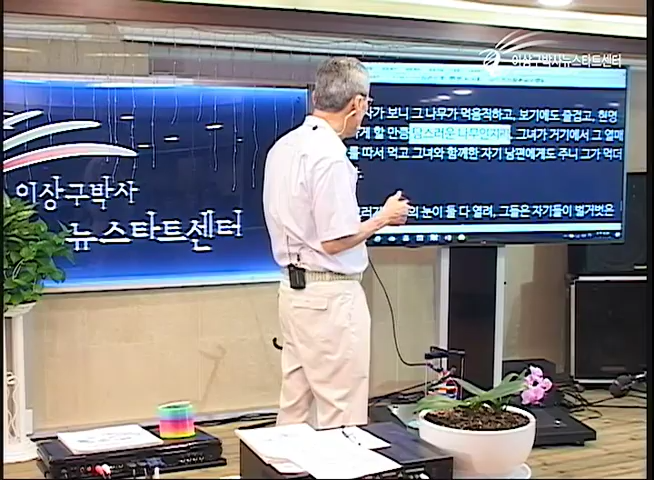 이상구박사뉴스타트센터
자가 보니 그 나무가 먹음직하고, 보기에도 즐겁고, 현명
게 할 만큼 탐스러운 나무인지라, 그녀가 거기에서 그 열매
를 따서 먹고 그녀와 함께한 자기 남편에게도 주니 그가 먹더
의 눈이 둘 다 열려, 그들은 자기들이 벌거벗은
이상구박사
뉴스타트센터